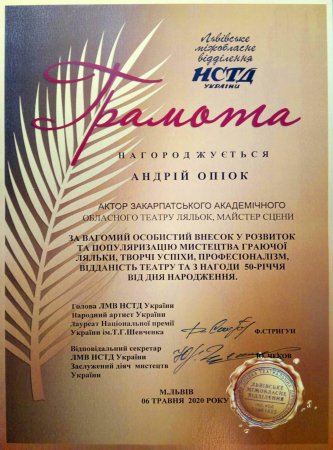 Львівське
міжобласне
відділення
НСТД
УКРАЇНИ
Грамота
НАГОРОДЖУЄТЬСЯ
АНДРІЙ ОПІОК
АКТОР ЗАКАРПАТСЬКОГО АКАДЕМІЧНОГО
ОБЛАСНОГО ТЕАТРУ ЛЯЛЬОК, МАЙСТЕР СЦЕНИ
ЗА ВАГОМИЙ ОСОБИСТИЙ ВНЕСОК У РОЗВИТОК
ТА ПОПУЛЯРИЗАЦІЮ МИСТЕЦТВА ГРАЮЧОЇ
ЛЯЛЬКИ, ТВОРЧІ УСПІХИ, ПРОФЕСІОНАЛІЗМ,
ВІДДАНІСТЬ ТЕАТРУ ТА З НАГОДИ 50-РІЧЧЯ
ВІД ДНЯ НАРОДЖЕННЯ.
Голова ЛМВ НСТД України
Народний артист України
Лауреат Національної премії
України ім.Т.Г.Шевченка
Ф.СТРИГУН
Відповідальний секретар
ЛМВ НСТД України
Заслужений діяч мистецтв
України
ЛЬВІВСЬКЕ
МІЖОБЛАСНЕ
ВІДДІЛЕННЯ
М.ЛЬВІВ
06 ТРАВНЯ 2020 РОКУ